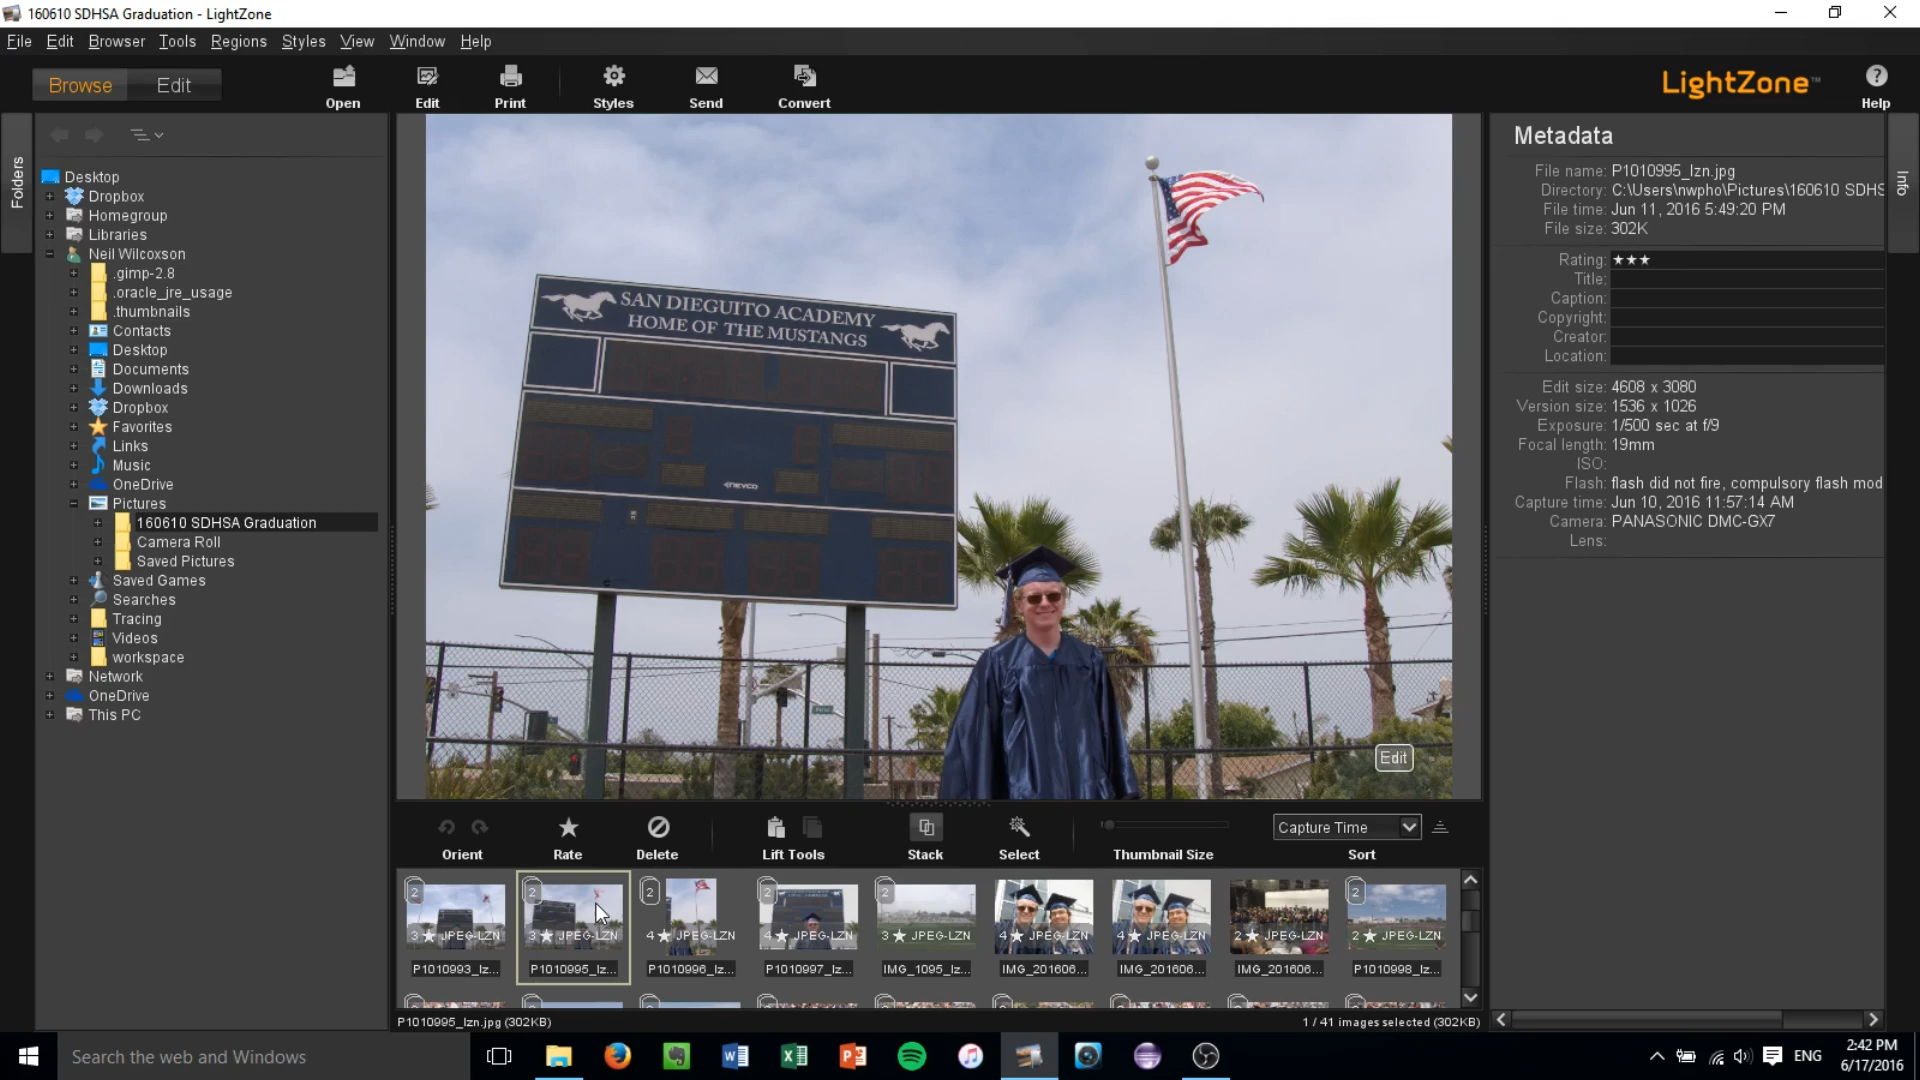 160610 SDHSA Graduation - LightZone
File Edit Browser Tools Regions Styles View Window Help
Browse Edit
Open Edit Print Styles Send Convert
LightZone™
Help
Folders
Desktop
Dropbox
Homegroup
Libraries
Neil Wilcoxson
.gimp-2.8
.oracle_jre_usage
.thumbnails
Contacts
Desktop
Documents
Downloads
Dropbox
Favorites
Links
Music
OneDrive
Pictures
160610 SDHSA Graduation
Camera Roll
Saved Pictures
Saved Games
Searches
Tracing
Videos
workspace
Network
OneDrive
This PC
SAN DIEGUITO ACADEMY
HOME OF THE MUSTANGS
NEVCO
Edit
Metadata
Info
File name: P1010995_lzn.jpg
Directory: C:\Users\nwpho\Pictures\160610 SDHS
File time: Jun 11, 2016 5:49:20 PM
File size: 302K
Rating: ★★★
Title:
Caption:
Copyright:
Creator:
Location:
Edit size: 4608 x 3080
Version size: 1536 x 1026
Exposure: 1/500 sec at f/9
Focal length: 19mm
ISO:
Flash: flash did not fire, compulsory flash mod
Capture time: Jun 10, 2016 11:57:14 AM
Camera: PANASONIC DMC-GX7
Lens:
Capture Time
Orient Rate Delete Lift Tools Stack Select Thumbnail Size Sort
2 2 2 2 2 2
3 ★ JPEG-LZN 3 ★ JPEG-LZN 4 ★ JPEG-LZN 4 ★ JPEG-LZN 3 ★ JPEG-LZN 4 ★ JPEG-LZN 4 ★ JPEG-LZN 2 ★ JPEG-LZN 2 ★ JPEG-LZN
P1010993_lz... P1010995_lz... P1010996_lz... P1010997_lz... IMG_1095_lz... IMG_201606... IMG_201606... IMG_201606... P1010998_lz...
P1010995_lzn.jpg (302KB)
1 / 41 images selected (302KB)
Search the web and Windows
ENG
2:42 PM
6/17/2016